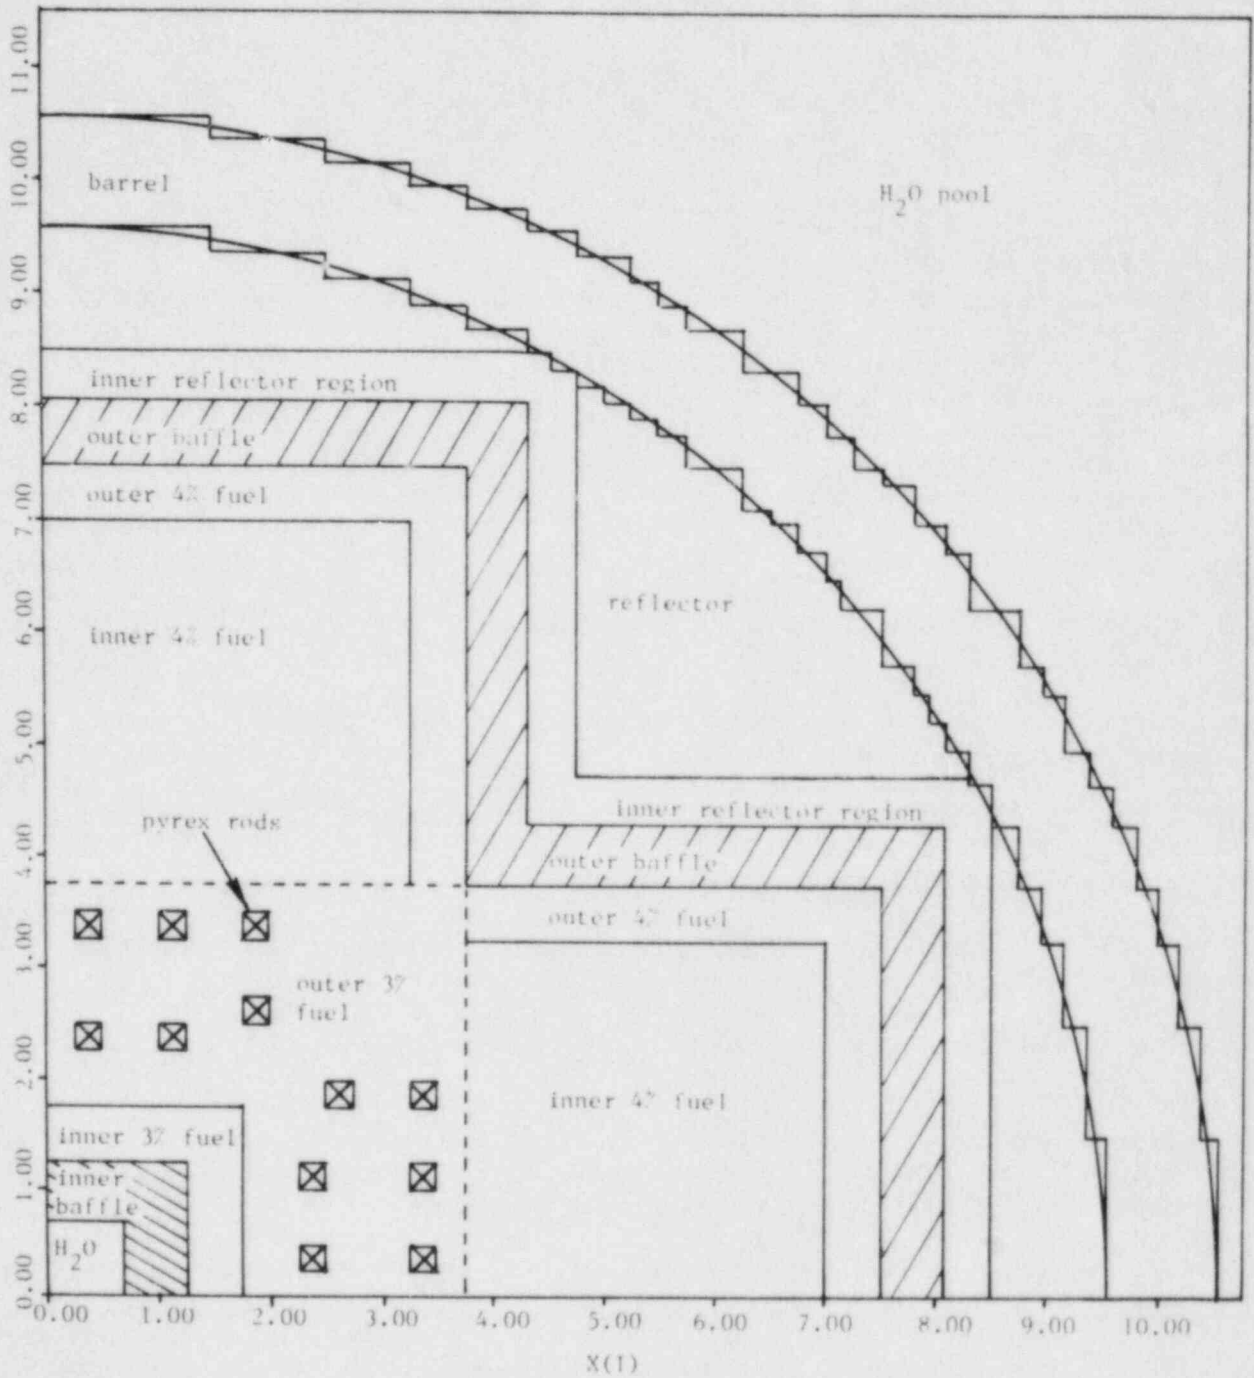 11.00
10.00
9.00
8.00
7.00
6.00
5.00
4.00
3.00
2.00
1.00
0.00
barrel
H2O pool
inner reflector region
outer baffle
outer 4% fuel
inner 4% fuel
reflector
pyrex rods
inner reflector region
outer baffle
outer 4% fuel
outer 3%
fuel
inner 4% fuel
inner 3% fuel
inner
baffle
H2O
0.00 1.00 2.00 3.00 4.00 5.00 6.00 7.00 8.00 9.00 10.00
X(I)